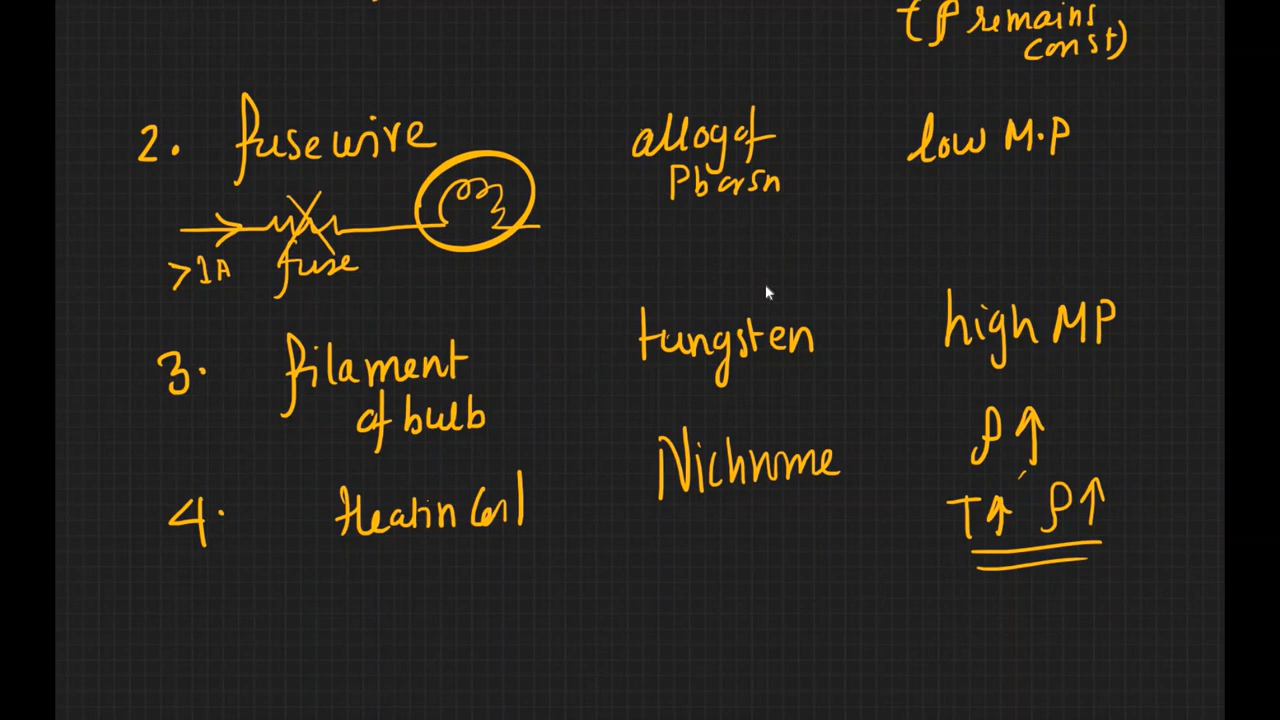 (ρ remains
const)
2. fuse wire alloy of low M.P
Pb or Sn
>1A fuse
3. filament tungsten high MP
of bulb ρ↑
4. Heatin Coil Nichrome T↑ ρ↑